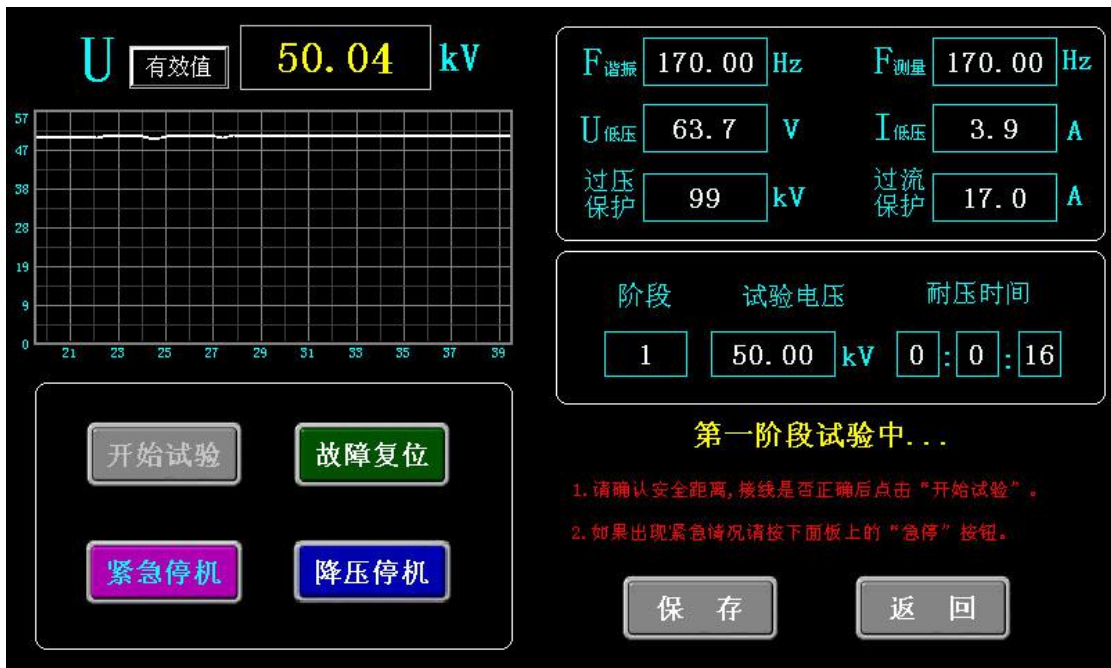 U 有效值 50.04 kV
57
47
38
28
19
9
0
21 23 25 27 29 31 33 35 37 39
开始试验 故障复位
紧急停机 降压停机
F谐振 170.00 Hz F测量 170.00 Hz
U低压 63.7 V I低压 3.9 A
过压保护 99 kV 过流保护 17.0 A
阶段 试验电压 耐压时间
1 50.00 kV 0:0:16
第一阶段试验中...
1.请确认安全距离,接线是否正确后点击“开始试验”。
2.如果出现紧急情况请按下面板上的“急停”按钮。
保 存 返 回